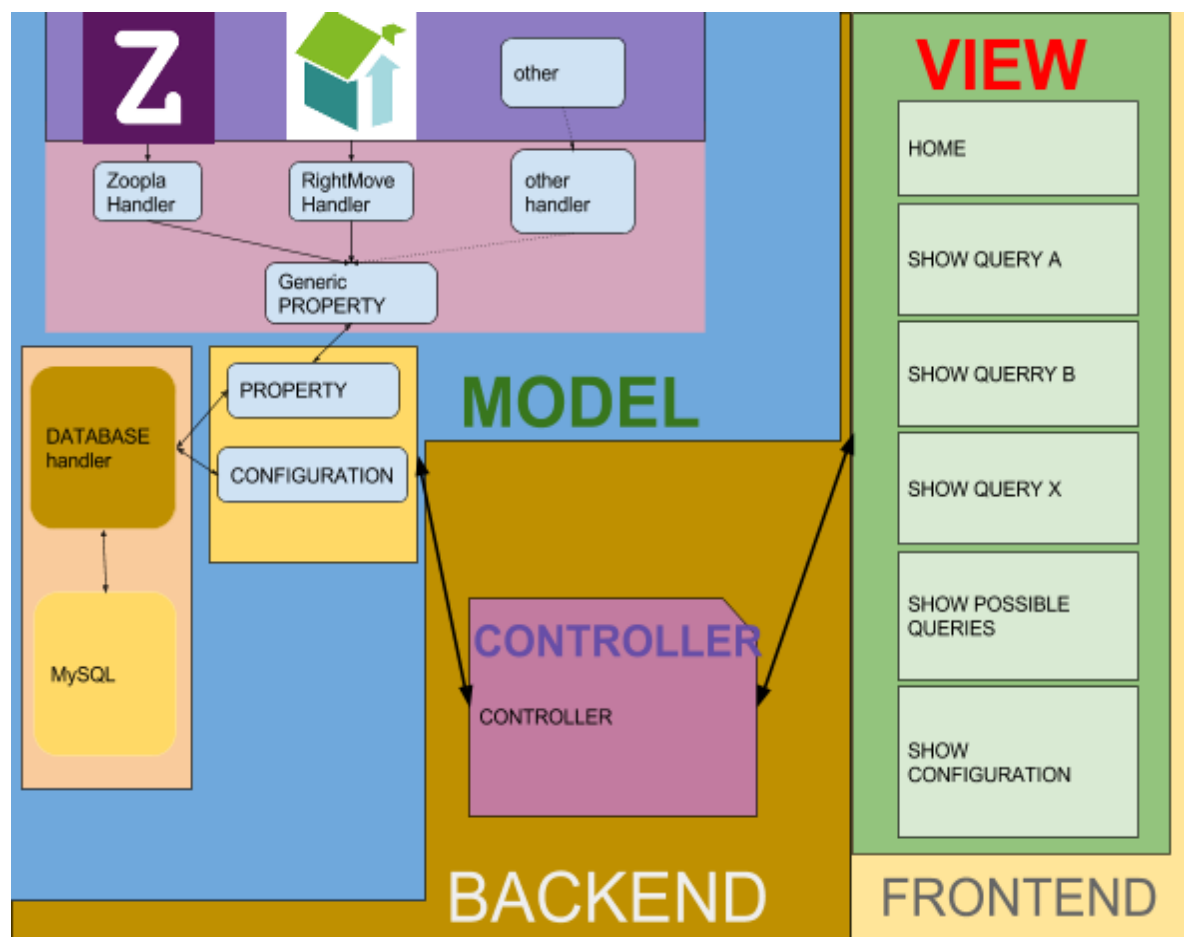 Z
other
Zoopla
Handler
RightMove
Handler
other
handler
Generic
PROPERTY
PROPERTY
CONFIGURATION
DATABASE
handler
MySQL
MODEL
CONTROLLER
CONTROLLER
BACKEND
VIEW
HOME
SHOW QUERY A
SHOW QUERRY B
SHOW QUERY X
SHOW POSSIBLE
QUERIES
SHOW
CONFIGURATION
FRONTEND